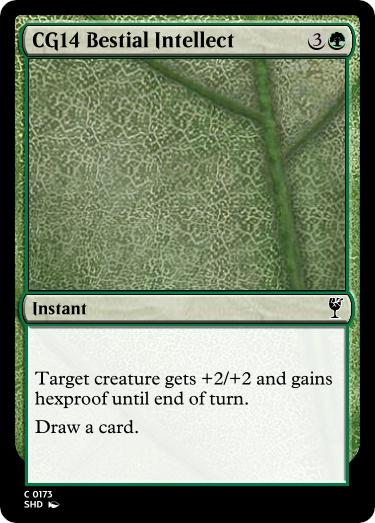 CG14 Bestial Intellect 3
Instant
Target creature gets +2/+2 and gains
hexproof until end of turn.
Draw a card.
C 0173
SHD